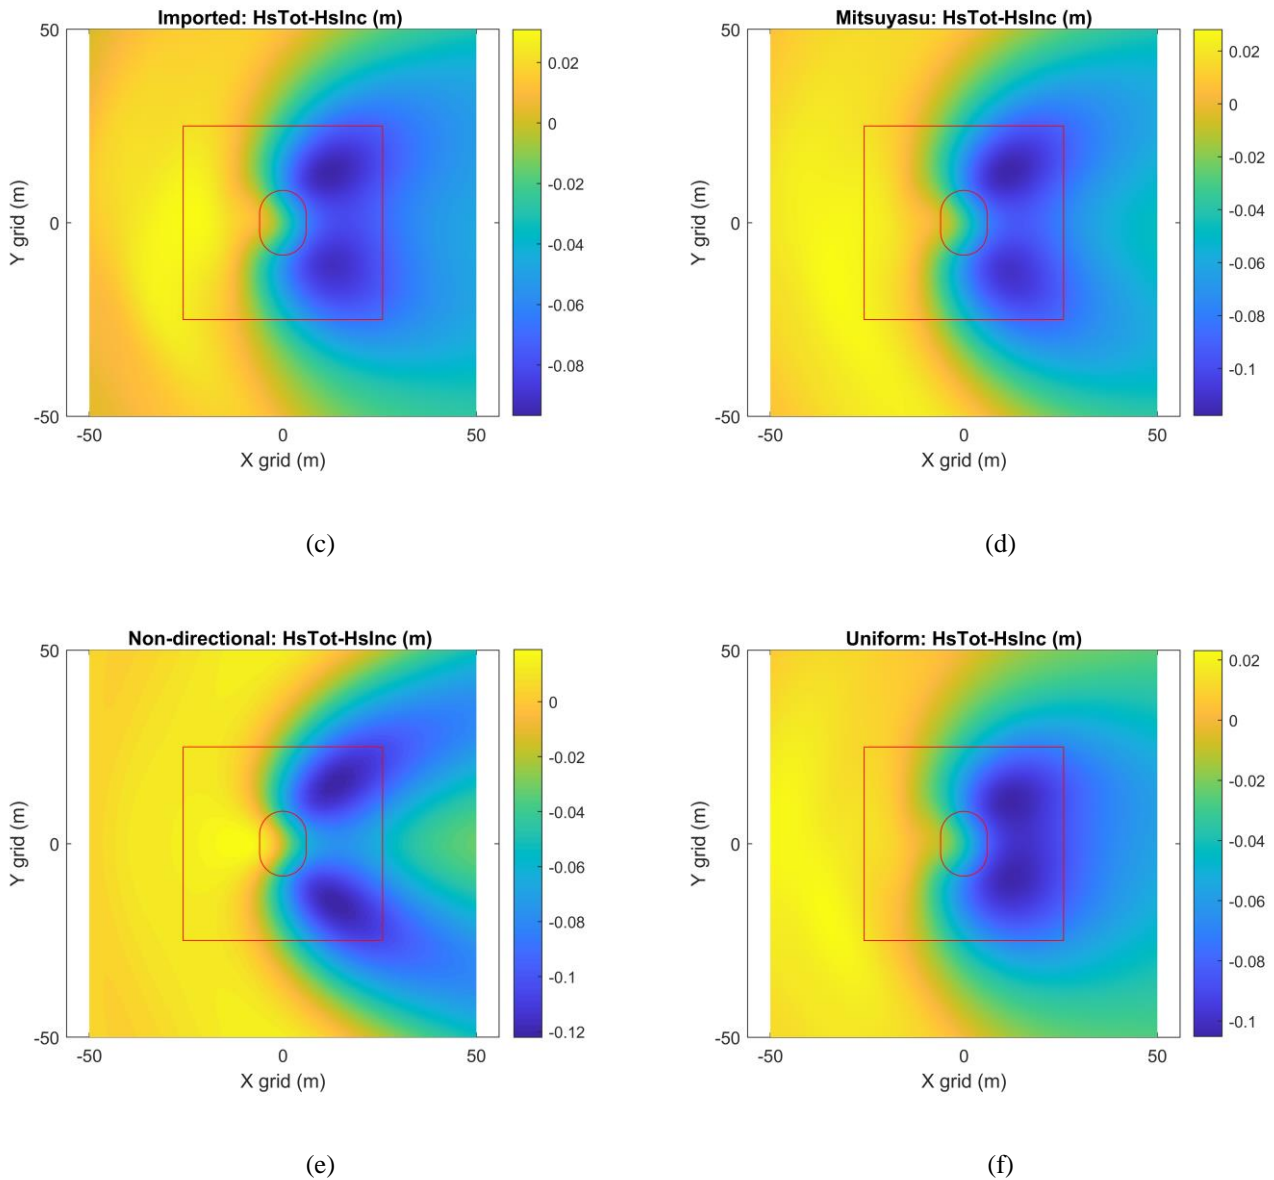 Imported: HsTot-HsInc (m)
50
0
-50
Y grid (m)
-50 0 50
X grid (m)
0.02
0
-0.02
-0.04
-0.06
-0.08
(c)
Mitsuyasu: HsTot-HsInc (m)
50
0
-50
Y grid (m)
-50 0 50
X grid (m)
0.02
0
-0.02
-0.04
-0.06
-0.08
-0.1
(d)
Non-directional: HsTot-HsInc (m)
50
0
-50
Y grid (m)
-50 0 50
X grid (m)
0
-0.02
-0.04
-0.06
-0.08
-0.1
-0.12
(e)
Uniform: HsTot-HsInc (m)
50
0
-50
Y grid (m)
-50 0 50
X grid (m)
0.02
0
-0.02
-0.04
-0.06
-0.08
-0.1
(f)